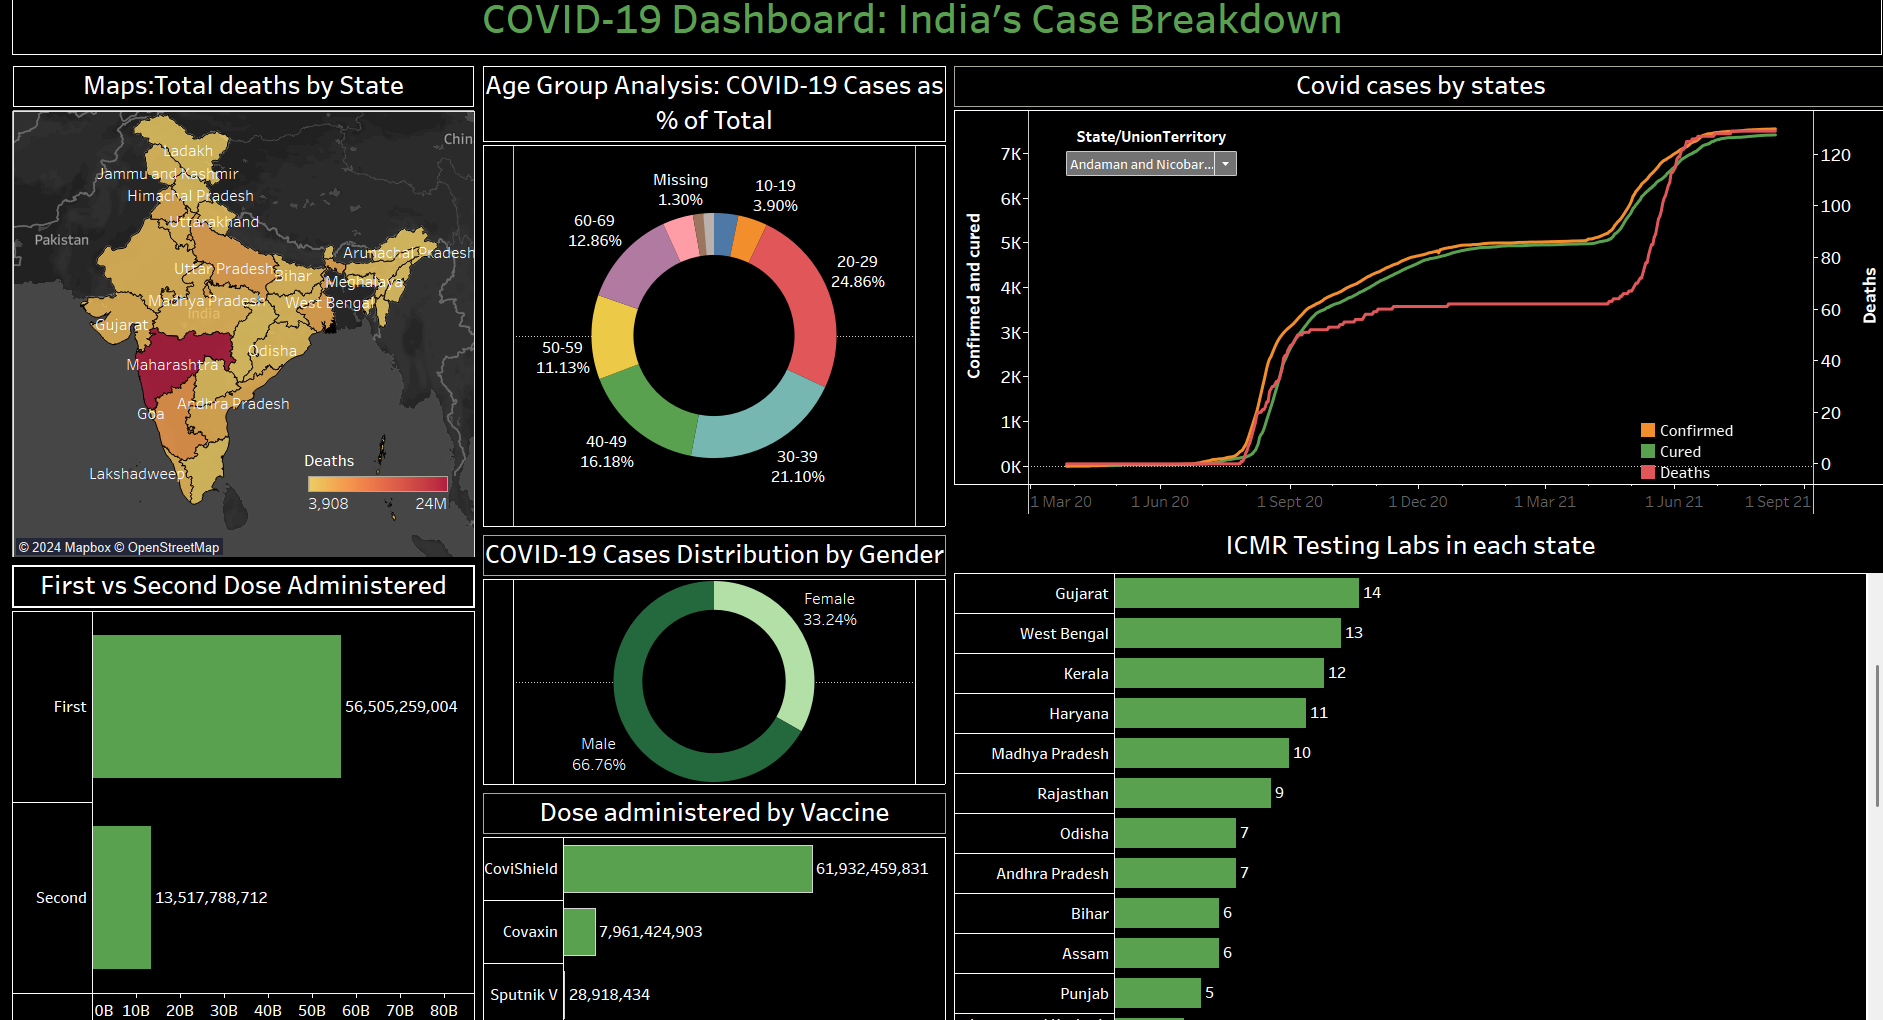 COVID-19 Dashboard: India’s Case Breakdown
Maps:Total deaths by State
Chin
Ladakh
Jammu and Kashmir
Himachal Pradesh
Uttarakhand
Pakistan
Arunachal Pradesh
Uttar Pradesh
Bihar
Meghalaya
Madhya Pradesh
West Bengal
India
Gujarat
Odisha
Maharashtra
Andhra Pradesh
Goa
Lakshadweep
Deaths
3,908
24M
© 2024 Mapbox © OpenStreetMap
Age Group Analysis: COVID-19 Cases as
% of Total
Missing
1.30%
10-19
3.90%
60-69
12.86%
20-29
24.86%
50-59
11.13%
40-49
16.18%
30-39
21.10%
Covid cases by states
State/UnionTerritory
Andaman and Nicobar...
Confirmed and cured
7K
6K
5K
4K
3K
2K
1K
0K
120
100
80
60
40
20
0
Deaths
Confirmed
Cured
Deaths
1 Mar 20
1 Jun 20
1 Sept 20
1 Dec 20
1 Mar 21
1 Jun 21
1 Sept 21
First vs Second Dose Administered
First
56,505,259,004
Second
13,517,788,712
0B
10B
20B
30B
40B
50B
60B
70B
80B
COVID-19 Cases Distribution by Gender
Female
33.24%
Male
66.76%
Dose administered by Vaccine
CoviShield
61,932,459,831
Covaxin
7,961,424,903
Sputnik V
28,918,434
ICMR Testing Labs in each state
Gujarat
14
West Bengal
13
Kerala
12
Haryana
11
Madhya Pradesh
10
Rajasthan
9
Odisha
7
Andhra Pradesh
7
Bihar
6
Assam
6
Punjab
5